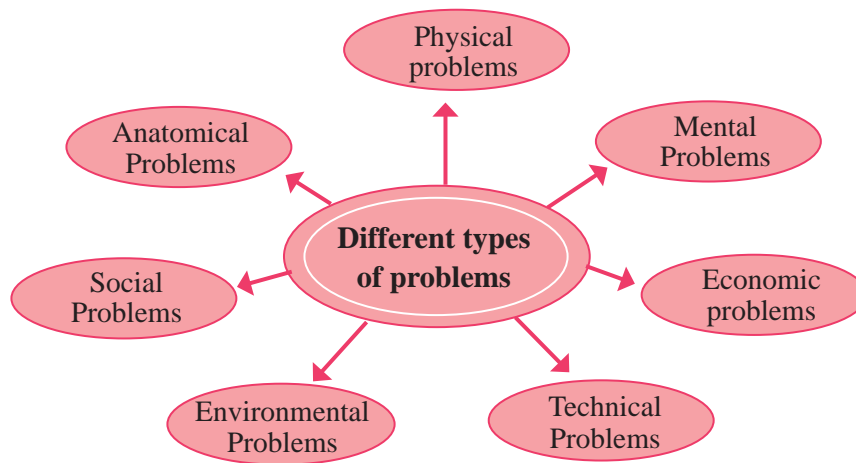 Physical
problems
Anatomical
Problems
Mental
Problems
Different types
of problems
Social
Problems
Economic
problems
Environmental
Problems
Technical
Problems